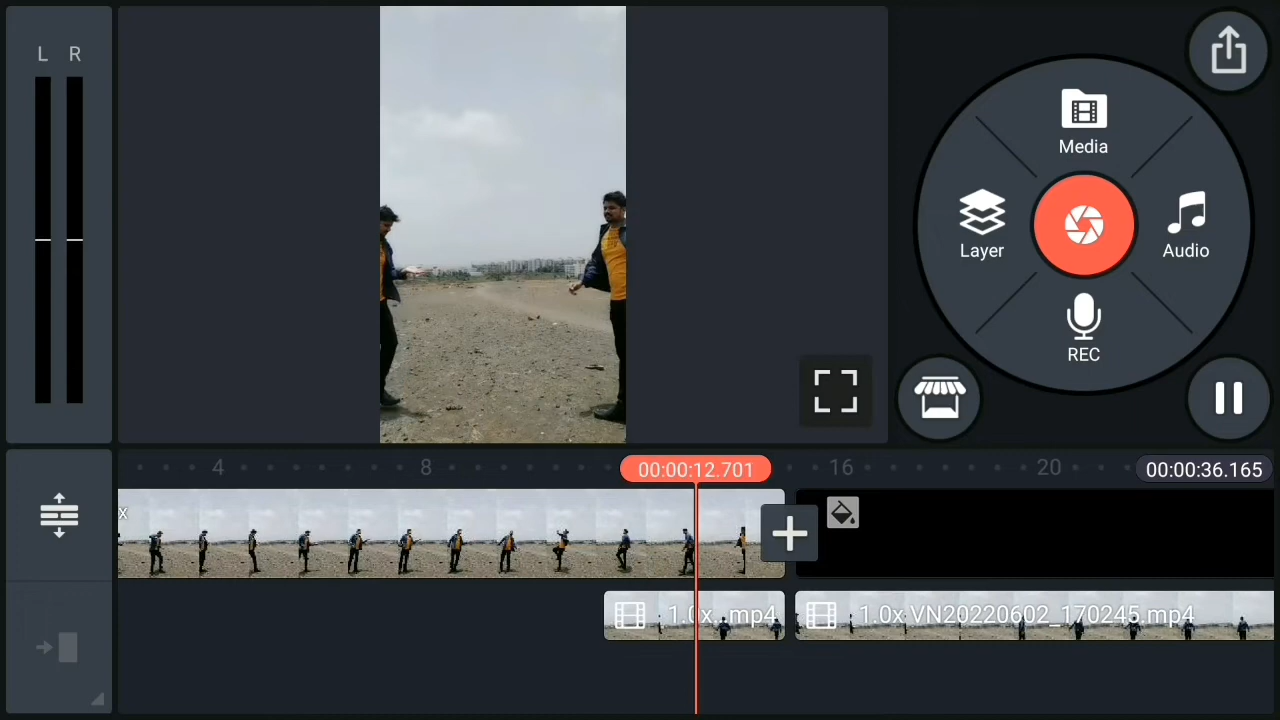 L R
Media
Layer
Audio
REC
4 8 00:00:12.701 16 20 00:00:36.165
x
1.0x..mp4 1.0x VN20220602_170245.mp4